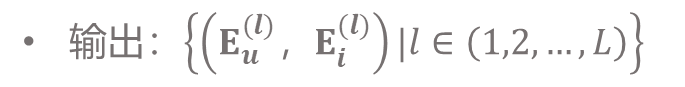 • 输出：{(E_u^(l)，E_i^(l))|l ∈ (1,2,…,L)}